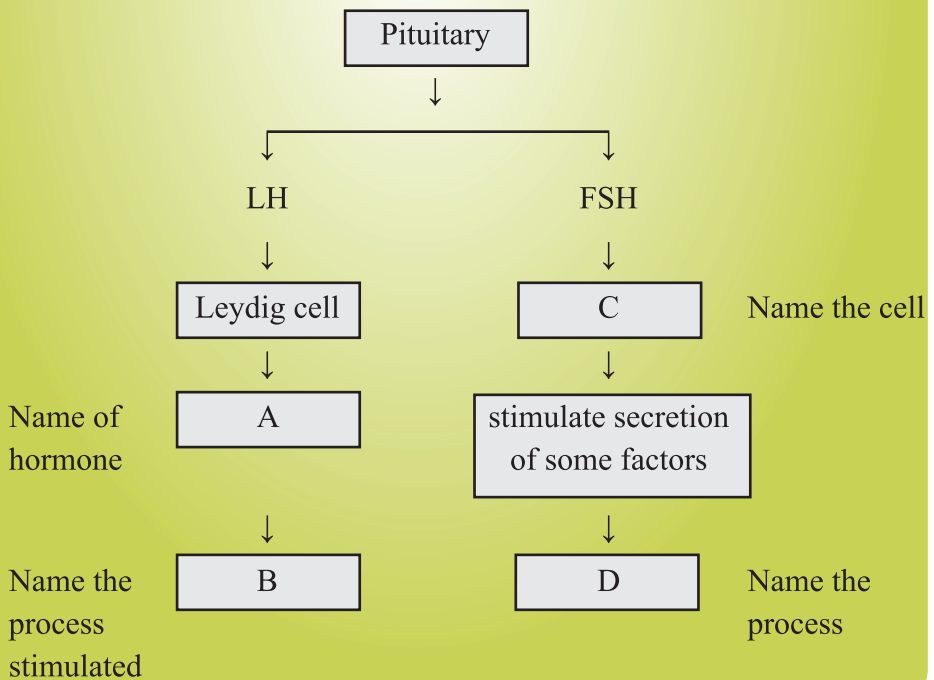 Pituitary
↓
LH
FSH
↓
↓
Leydig cell
C
Name the cell
↓
↓
Name of
hormone
A
stimulate secretion
of some factors
↓
↓
Name the
process
stimulated
B
D
Name the
process